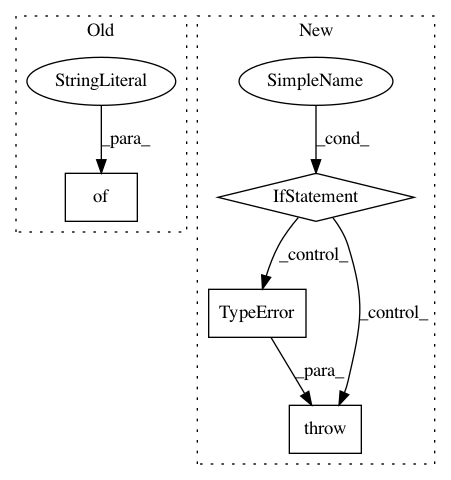 Old
New
StringLiteral
SimpleName
_para_
_cond_
of
IfStatement
_control_
_control_
TypeError
_para_
throw